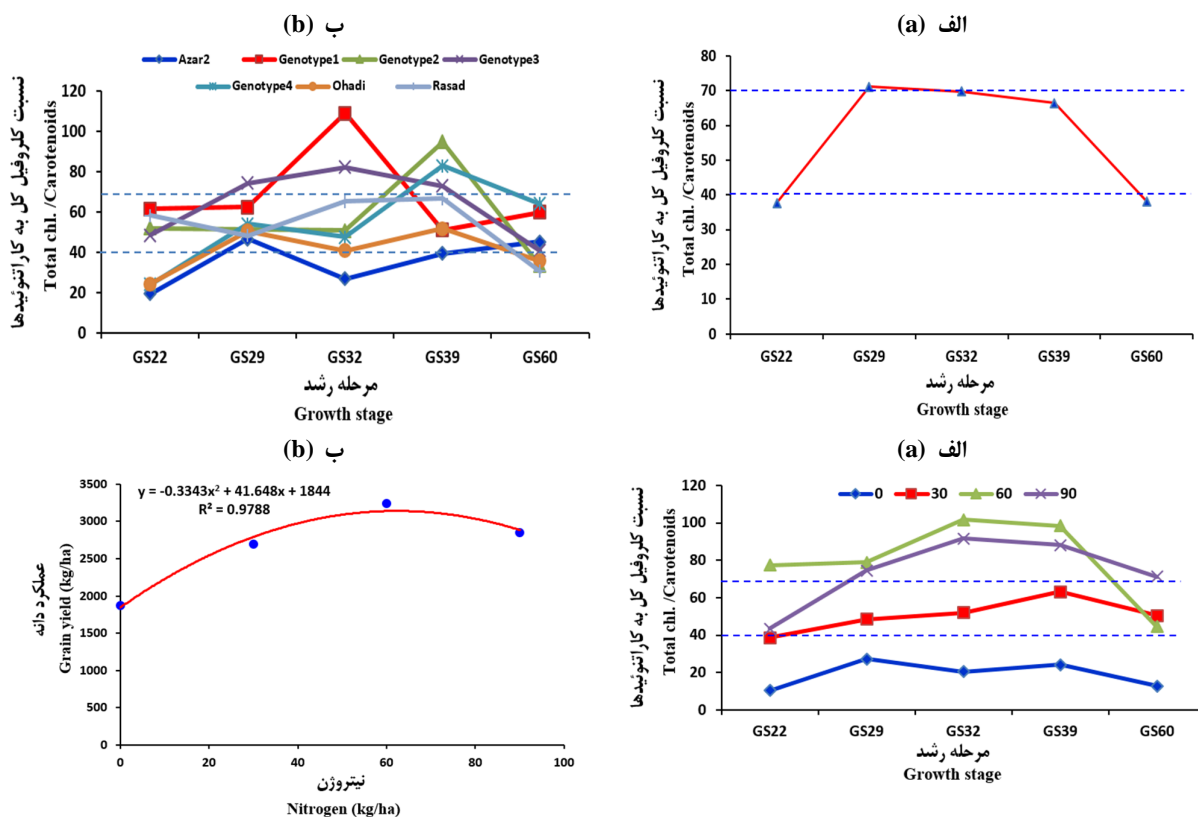 ب (b)
Azar2 Genotype1 Genotype2 Genotype3
Genotype4 Ohadi Rasad
نسبت کلروفیل کل به کاراتنوئیدها
Total chl. /Carotenoids
120
100
80
60
40
20
0
GS22 GS29 GS32 GS39 GS60
مرحله رشد
Growth stage
الف (a)
نسبت کلروفیل کل به کاراتنوئیدها
Total chl. /Carotenoids
80
70
60
50
40
30
20
10
0
GS22 GS29 GS32 GS39 GS60
مرحله رشد
Growth stage
ب (b)
y = -0.3343x² + 41.648x + 1844
R² = 0.9788
عملکرد دانه
Grain yield (kg/ha)
3500
3000
2500
2000
1500
1000
500
0
0 20 40 60 80 100
نیتروژن
Nitrogen (kg/ha)
الف (a)
0 30 60 90
نسبت کلروفیل کل به کاراتنوئیدها
Total chl. /Carotenoids
120
100
80
60
40
20
0
GS22 GS29 GS32 GS39 GS60
مرحله رشد
Growth stage